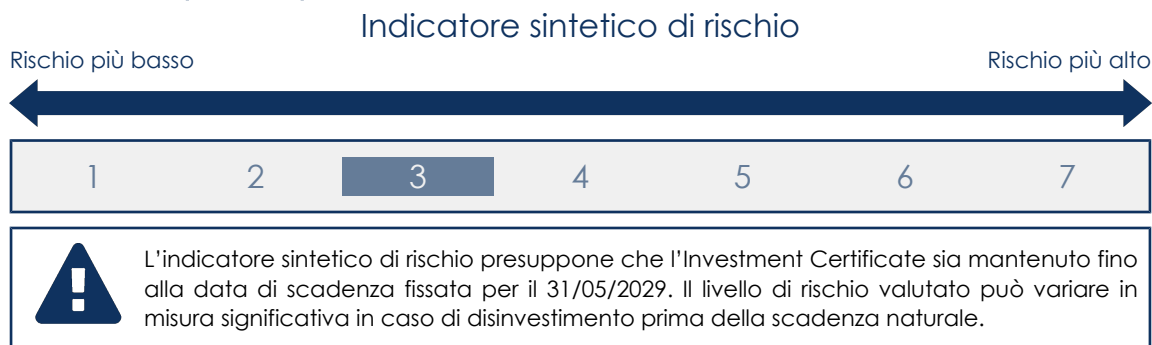 Indicatore sintetico di rischio
Rischio più basso
Rischio più alto
1 2 3 4 5 6 7
L'indicatore sintetico di rischio presuppone che l'Investment Certificate sia mantenuto fino
alla data di scadenza fissata per il 31/05/2029. Il livello di rischio valutato può variare in
misura significativa in caso di disinvestimento prima della scadenza naturale.